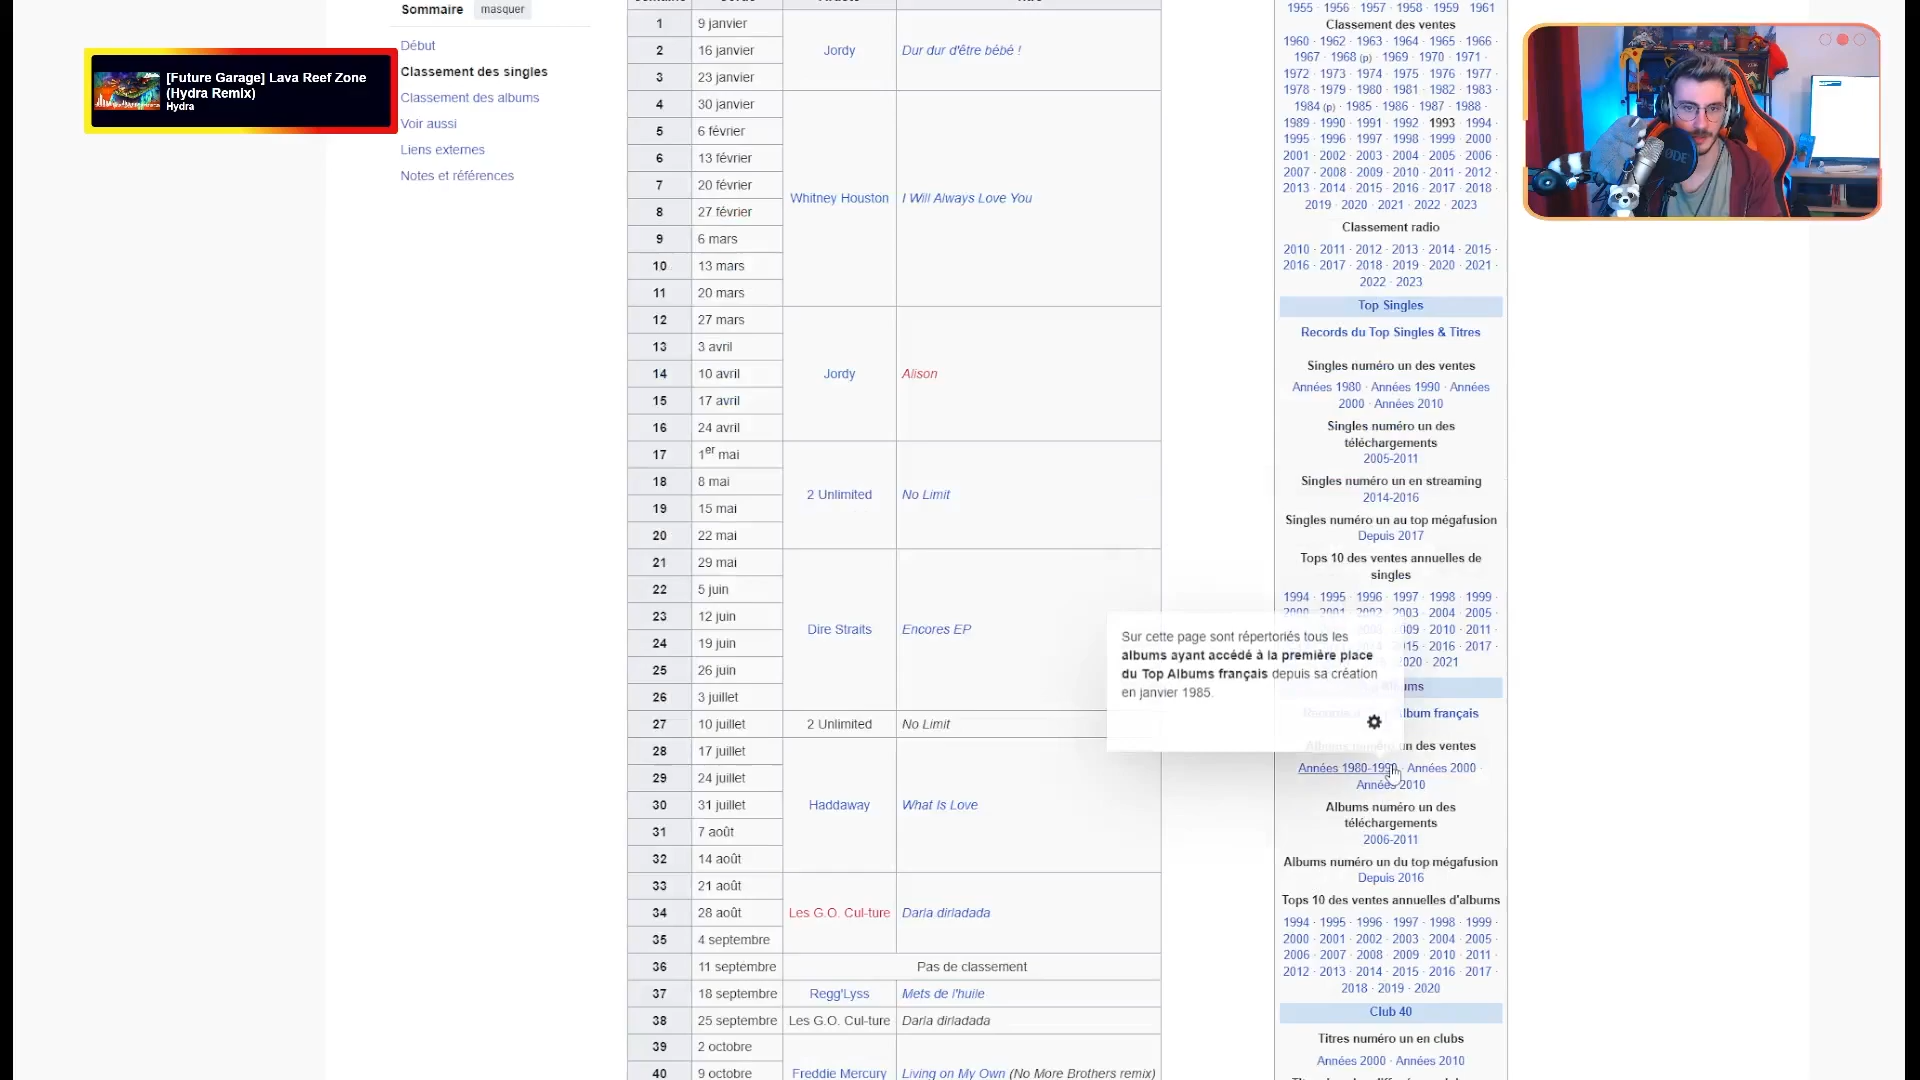 Sommaire masquer
Début
Classement des singles
Classement des albums
Voir aussi
Liens externes
Notes et références
[Future Garage] Lava Reef Zone
(Hydra Remix)
Hydra
1 9 janvier
2 16 janvier Jordy Dur dur d'être bébé !
3 23 janvier
4 30 janvier
5 6 février
6 13 février
7 20 février Whitney Houston I Will Always Love You
8 27 février
9 6 mars
10 13 mars
11 20 mars
12 27 mars
13 3 avril
14 10 avril Jordy Alison
15 17 avril
16 24 avril
17 1er mai
18 8 mai 2 Unlimited No Limit
19 15 mai
20 22 mai
21 29 mai
22 5 juin
23 12 juin Dire Straits Encores EP
24 19 juin
25 26 juin
26 3 juillet
27 10 juillet 2 Unlimited No Limit
28 17 juillet
29 24 juillet
30 31 juillet Haddaway What Is Love
31 7 août
32 14 août
33 21 août
34 28 août Les G.O. Cul-ture Darla dirladada
35 4 septembre
36 11 septembre Pas de classement
37 18 septembre Regg'Lyss Mets de l'huile
38 25 septembre Les G.O. Cul-ture Darla dirladada
39 2 octobre
40 9 octobre Freddie Mercury Living on My Own (No More Brothers remix)
1955 · 1956 · 1957 · 1958 · 1959 1961
Classement des ventes
1960 · 1962 · 1963 · 1964 · 1965 · 1966 ·
1967 · 1968 (p) · 1969 · 1970 · 1971 ·
1972 · 1973 · 1974 · 1975 · 1976 · 1977 ·
1978 · 1979 · 1980 · 1981 · 1982 · 1983 ·
1984 (p) · 1985 · 1986 · 1987 · 1988 ·
1989 · 1990 · 1991 · 1992 · 1993 · 1994 ·
1995 · 1996 · 1997 · 1998 · 1999 · 2000 ·
2001 · 2002 · 2003 · 2004 · 2005 · 2006 ·
2007 · 2008 · 2009 · 2010 · 2011 · 2012 ·
2013 · 2014 · 2015 · 2016 · 2017 · 2018 ·
2019 · 2020 · 2021 · 2022 · 2023
Classement radio
2010 · 2011 · 2012 · 2013 · 2014 · 2015 ·
2016 · 2017 · 2018 · 2019 · 2020 · 2021 ·
2022 · 2023
Top Singles
Records du Top Singles & Titres
Singles numéro un des ventes
Années 1980 · Années 1990 · Années
2000 · Années 2010
Singles numéro un des
téléchargements
2005-2011
Singles numéro un en streaming
2014-2016
Singles numéro un au top mégafusion
Depuis 2017
Tops 10 des ventes annuelles de
singles
1994 · 1995 · 1996 · 1997 · 1998 · 1999 ·
2000 · 2001 · 2002 · 2003 · 2004 · 2005 ·
2010 · 2011 ·
2016 · 2017 ·
2021
Sur cette page sont répertoriés tous les
albums ayant accédé à la première place
du Top Albums français depuis sa création
en janvier 1985.
lbum français
un des ventes
Années 1980-1990 · Années 2000 ·
Années 2010
Albums numéro un des
téléchargements
2006-2011
Albums numéro un du top mégafusion
Depuis 2016
Tops 10 des ventes annuelles d'albums
1994 · 1995 · 1996 · 1997 · 1998 · 1999 ·
2000 · 2001 · 2002 · 2003 · 2004 · 2005 ·
2006 · 2007 · 2008 · 2009 · 2010 · 2011 ·
2012 · 2013 · 2014 · 2015 · 2016 · 2017 ·
2018 · 2019 · 2020
Club 40
Titres numéro un en clubs
Années 2000 · Années 2010